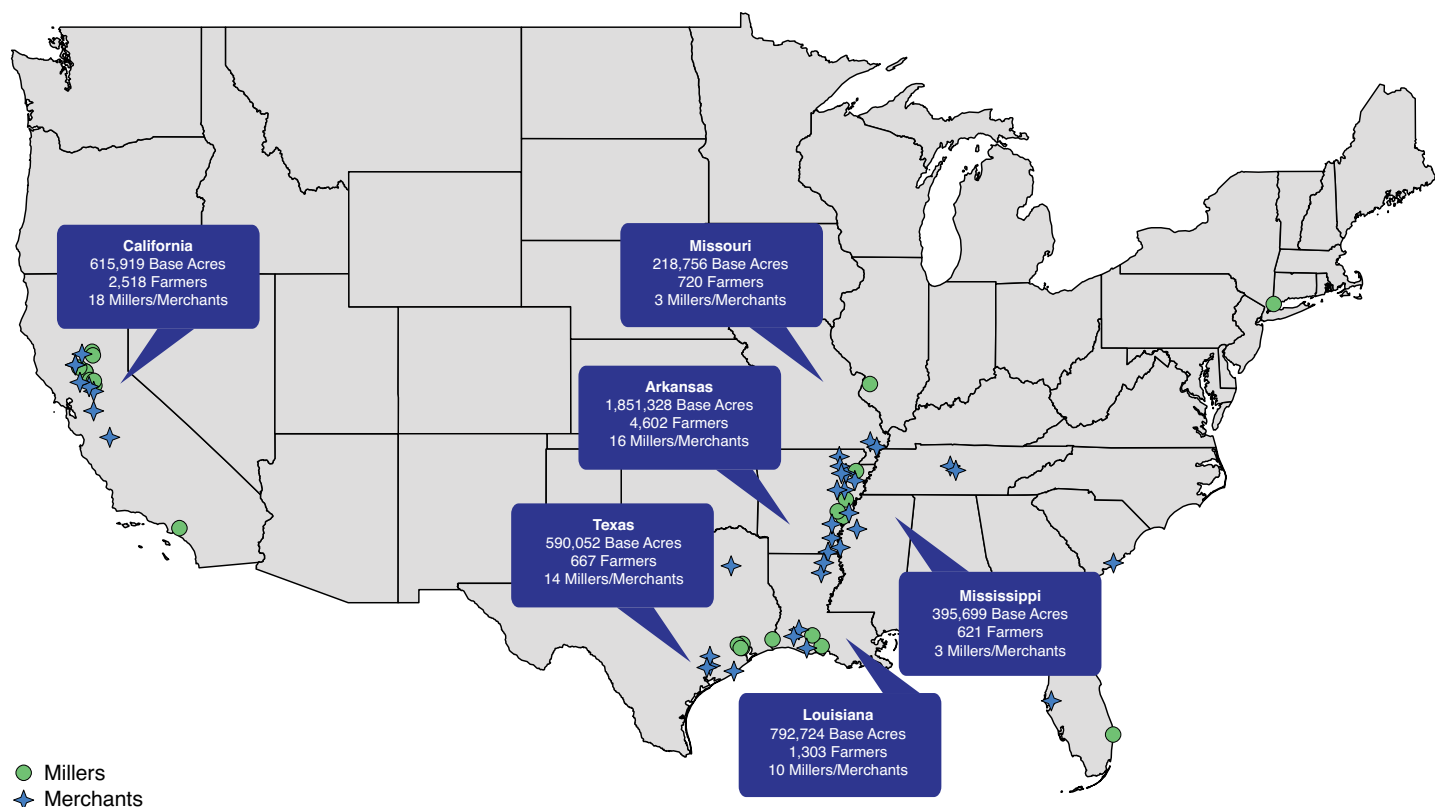 California
615,919 Base Acres
2,518 Farmers
18 Millers/Merchants
Missouri
218,756 Base Acres
720 Farmers
3 Millers/Merchants
Arkansas
1,851,328 Base Acres
4,602 Farmers
16 Millers/Merchants
Texas
590,052 Base Acres
667 Farmers
14 Millers/Merchants
Mississippi
395,699 Base Acres
621 Farmers
3 Millers/Merchants
Louisiana
792,724 Base Acres
1,303 Farmers
10 Millers/Merchants
Millers
Merchants